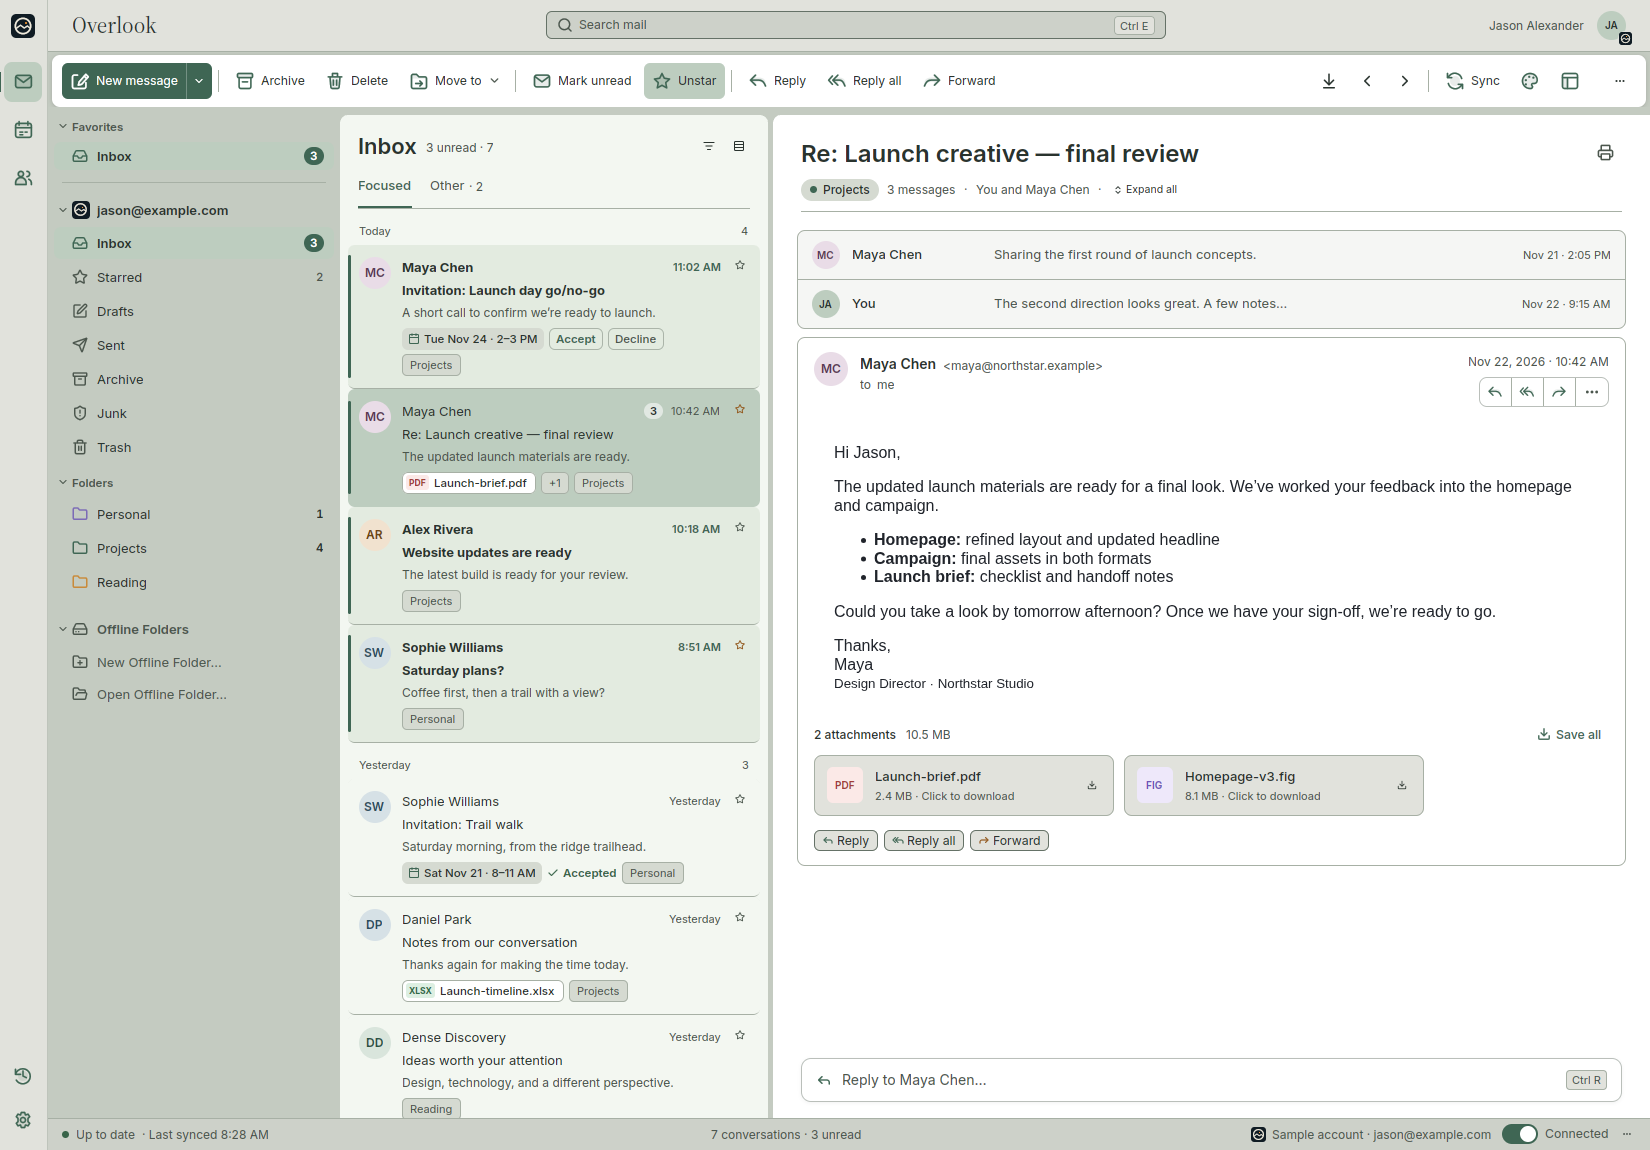 Overlook
Search mail
Ctrl E
Jason Alexander
JA
New message
Archive
Delete
Move to
Mark unread
Unstar
Reply
Reply all
Forward
Sync
Favorites
Inbox 3
jason@example.com
Inbox 3
Starred 2
Drafts
Sent
Archive
Junk
Trash
Folders
Personal 1
Projects 4
Reading
Offline Folders
New Offline Folder...
Open Offline Folder...
Inbox 3 unread · 7
Focused
Other · 2
Today 4
MC
Maya Chen 11:02 AM
Invitation: Launch day go/no-go
A short call to confirm we're ready to launch.
Tue Nov 24 · 2–3 PM Accept Decline
Projects
MC
Maya Chen 3 10:42 AM
Re: Launch creative — final review
The updated launch materials are ready.
PDF Launch-brief.pdf +1 Projects
AR
Alex Rivera 10:18 AM
Website updates are ready
The latest build is ready for your review.
Projects
SW
Sophie Williams 8:51 AM
Saturday plans?
Coffee first, then a trail with a view?
Personal
Yesterday 3
SW
Sophie Williams Yesterday
Invitation: Trail walk
Saturday morning, from the ridge trailhead.
Sat Nov 21 · 8–11 AM Accepted Personal
DP
Daniel Park Yesterday
Notes from our conversation
Thanks again for making the time today.
XLSX Launch-timeline.xlsx Projects
DD
Dense Discovery Yesterday
Ideas worth your attention
Design, technology, and a different perspective.
Reading
Re: Launch creative — final review
Projects 3 messages · You and Maya Chen · Expand all
MC Maya Chen Sharing the first round of launch concepts. Nov 21 · 2:05 PM
JA You The second direction looks great. A few notes... Nov 22 · 9:15 AM
MC
Maya Chen <maya@northstar.example> Nov 22, 2026 · 10:42 AM
to me
Hi Jason,
The updated launch materials are ready for a final look. We've worked your feedback into the homepage
and campaign.
• Homepage: refined layout and updated headline
• Campaign: final assets in both formats
• Launch brief: checklist and handoff notes
Could you take a look by tomorrow afternoon? Once we have your sign-off, we're ready to go.
Thanks,
Maya
Design Director · Northstar Studio
2 attachments 10.5 MB Save all
PDF
Launch-brief.pdf
2.4 MB · Click to download
FIG
Homepage-v3.fig
8.1 MB · Click to download
Reply Reply all Forward
Reply to Maya Chen... Ctrl R
Up to date · Last synced 8:28 AM
7 conversations · 3 unread
Sample account · jason@example.com Connected